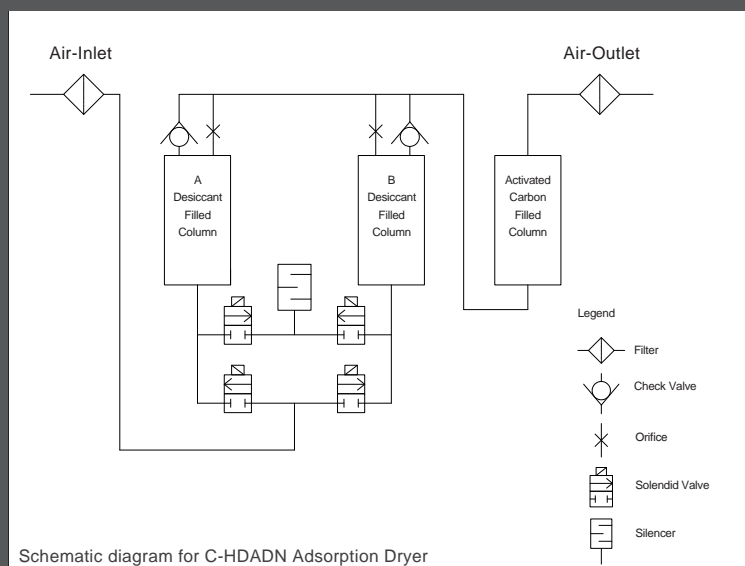 Air-Inlet
Air-Outlet
A
Desiccant
Filled
Column
B
Desiccant
Filled
Column
Activated
Carbon
Filled
Column
Legend
Filter
Check Valve
Orifice
Solendid Valve
Silencer
Schematic diagram for C-HDADN Adsorption Dryer